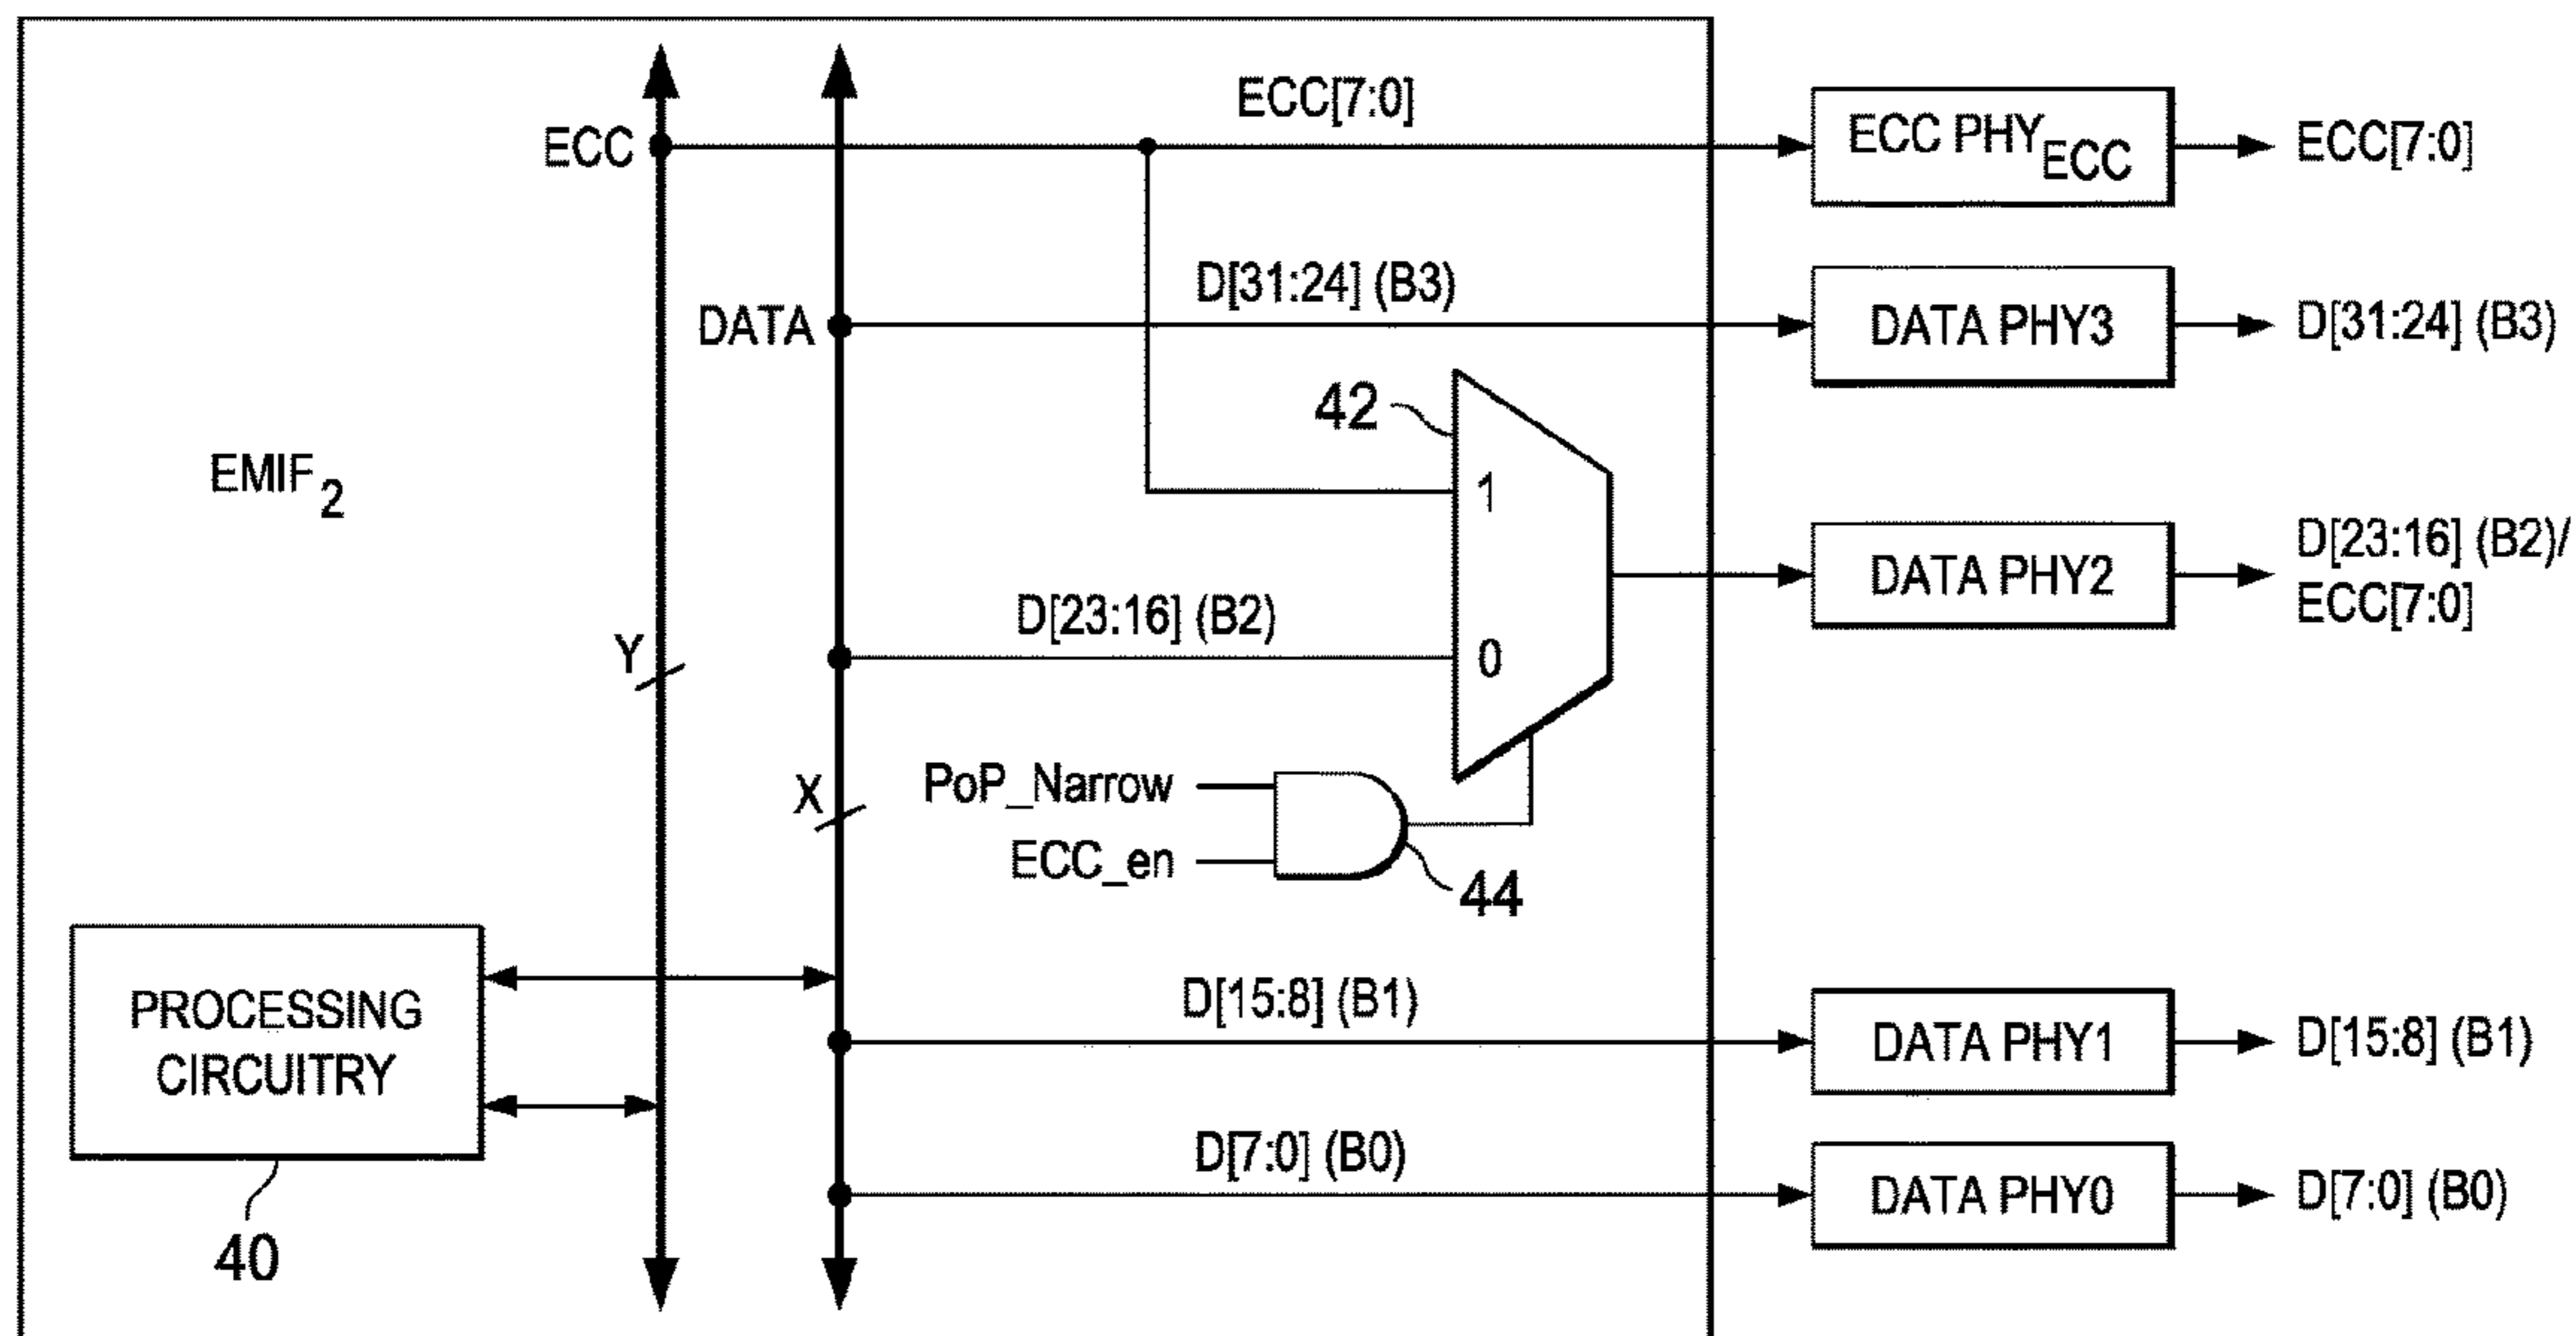 ECC[7:0]
ECC
ECC PHY ECC
ECC[7:0]
D[31:24] (B3)
DATA
DATA PHY3
D[31:24] (B3)
42
EMIF 2
1
D[23:16] (B2)/
DATA PHY2
ECC[7:0]
D[23:16] (B2)
Y
0
X
PoP_Narrow
ECC_en
44
PROCESSING
CIRCUITRY
D[15:8] (B1)
DATA PHY1
D[15:8] (B1)
D[7:0] (B0)
DATA PHY0
D[7:0] (B0)
40